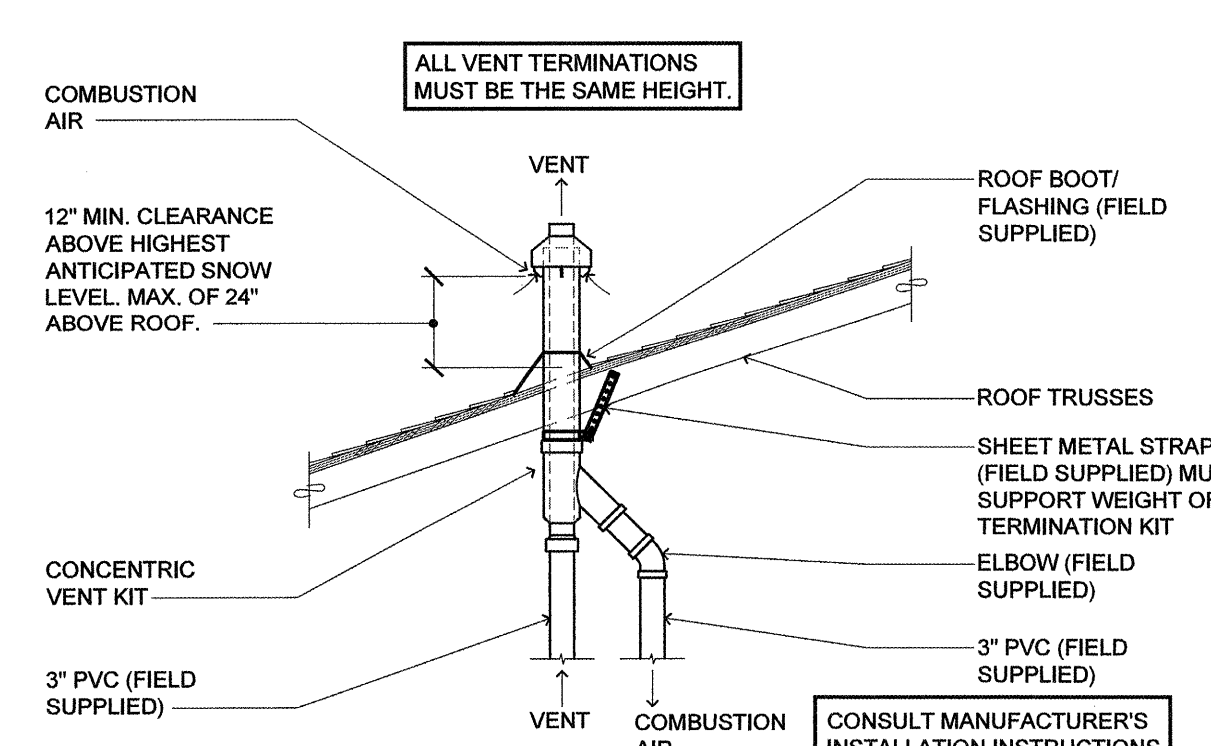 ALL VENT TERMINATIONS
MUST BE THE SAME HEIGHT.
COMBUSTION
AIR
VENT
12" MIN. CLEARANCE
ABOVE HIGHEST
ANTICIPATED SNOW
LEVEL. MAX. OF 24"
ABOVE ROOF.
ROOF BOOT/
FLASHING (FIELD
SUPPLIED)
ROOF TRUSSES
SHEET METAL STRAP
(FIELD SUPPLIED)
SUPPORT WEIGHT
TERMINATION KIT
CONCENTRIC
VENT KIT
ELBOW (FIELD
SUPPLIED)
3" PVC (FIELD
SUPPLIED)
3" PVC (FIELD
SUPPLIED)
VENT
COMBUSTION
AIR
CONSULT MANUFACTURER'S
INSTALLATION INSTRUCTIONS